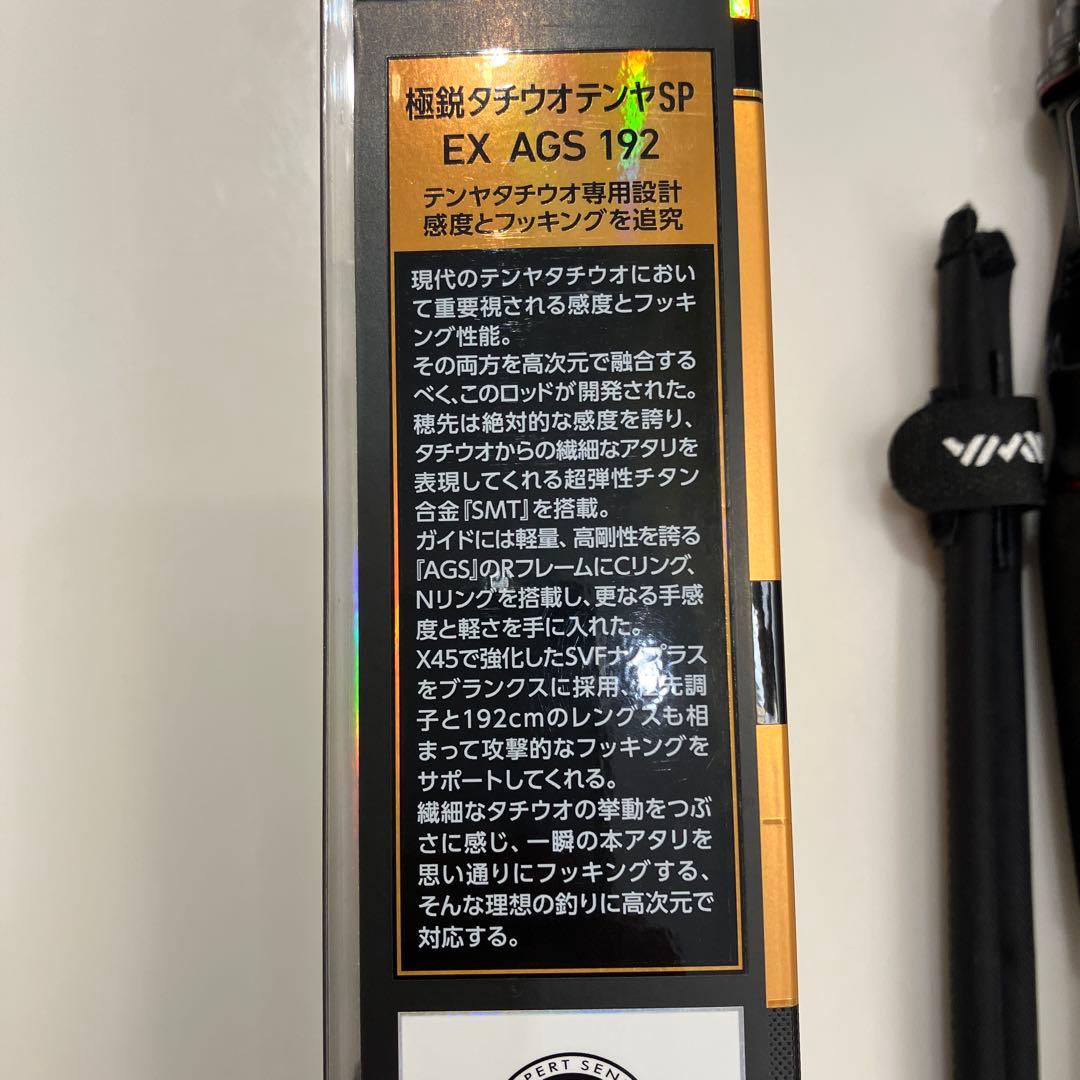 極鋭タチウオテンヤSP
EX AGS 192
テンヤタチウオ専用設計
感度とフッキングを追究
現代のテンヤタチウオにおい
て重要視される感度とフッキ
ング性能。
その両方を高次元で融合する
べく、このロッドが開発された。
穂先は絶対的な感度を誇り、
タチウオからの繊細なアタリを
表現してくれる超弾性チタン
合金『SMT』を搭載。
ガイドには軽量、高剛性を誇る
『AGS』のRフレームにCリング、
Nリングを搭載し、更なる手感
度と軽さを手に入れた。
X45で強化したSVFナノプラス
をブランクスに採用、先調
子と192cmのレングスも相
まって攻撃的なフッキングを
サポートしてくれる。
繊細なタチウオの挙動をつぶ
さに感じ、一瞬の本アタリを
思い通りにフッキングする、
そんな理想の釣りに高次元で
対応する。